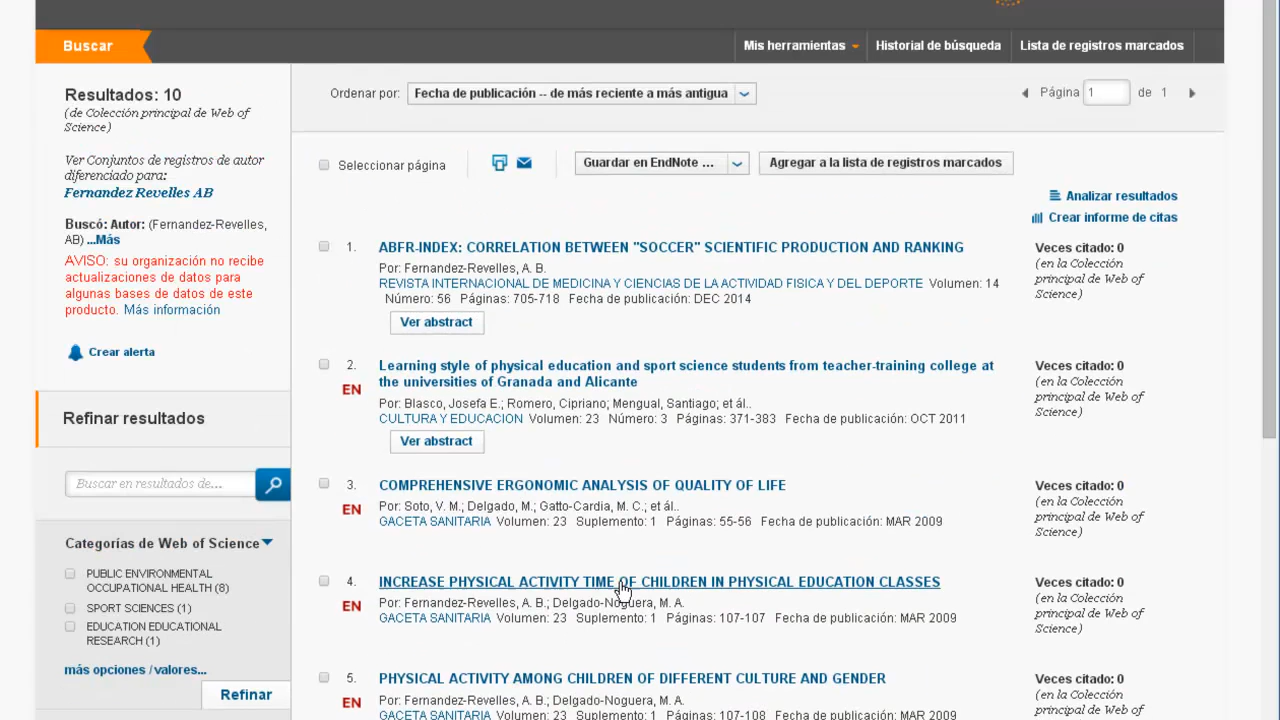 Buscar
Mis herramientas
Historial de búsqueda
Lista de registros marcados
Resultados: 10
(de Colección principal de Web of
Science)
Ver Conjuntos de registros de autor
diferenciado para:
Fernandez Revelles AB
Buscó: Autor: (Fernandez-Revelles,
AB) ...Más
AVISO: su organización no recibe
actualizaciones de datos para
algunas bases de datos de este
producto. Más información
Crear alerta
Refinar resultados
Buscar en resultados de...
Categorías de Web of Science
PUBLIC ENVIRONMENTAL
OCCUPATIONAL HEALTH (8)
SPORT SCIENCES (1)
EDUCATION EDUCATIONAL
RESEARCH (1)
más opciones / valores...
Refinar
Ordenar por: Fecha de publicación -- de más reciente a más antigua
Página 1 de 1
Seleccionar página
Guardar en EndNote ...
Agregar a la lista de registros marcados
Analizar resultados
Crear informe de citas
1. ABFR-INDEX: CORRELATION BETWEEN "SOCCER" SCIENTIFIC PRODUCTION AND RANKING
Por: Fernandez-Revelles, A. B.
REVISTA INTERNACIONAL DE MEDICINA Y CIENCIAS DE LA ACTIVIDAD FISICA Y DEL DEPORTE Volumen: 14
Número: 56 Páginas: 705-718 Fecha de publicación: DEC 2014
Ver abstract
Veces citado: 0
(en la Colección
principal de Web of
Science)
2. Learning style of physical education and sport science students from teacher-training college at
EN the universities of Granada and Alicante
Por: Blasco, Josefa E.; Romero, Cipriano; Mengual, Santiago; et ál..
CULTURA Y EDUCACION Volumen: 23 Número: 3 Páginas: 371-383 Fecha de publicación: OCT 2011
Ver abstract
Veces citado: 0
(en la Colección
principal de Web of
Science)
3. COMPREHENSIVE ERGONOMIC ANALYSIS OF QUALITY OF LIFE
EN Por: Soto, V. M.; Delgado, M.; Gatto-Cardia, M. C.; et ál..
GACETA SANITARIA Volumen: 23 Suplemento: 1 Páginas: 55-56 Fecha de publicación: MAR 2009
Veces citado: 0
(en la Colección
principal de Web of
Science)
4. INCREASE PHYSICAL ACTIVITY TIME OF CHILDREN IN PHYSICAL EDUCATION CLASSES
EN Por: Fernandez-Revelles, A. B.; Delgado-Noguera, M. A.
GACETA SANITARIA Volumen: 23 Suplemento: 1 Páginas: 107-107 Fecha de publicación: MAR 2009
Veces citado: 0
(en la Colección
principal de Web of
Science)
5. PHYSICAL ACTIVITY AMONG CHILDREN OF DIFFERENT CULTURE AND GENDER
EN Por: Fernandez-Revelles, A. B.; Delgado-Noguera, M. A.
GACETA SANITARIA Volumen: 23 Suplemento: 1 Páginas: 107-108 Fecha de publicación: MAR 2009
Veces citado: 0
(en la Colección
principal de Web of